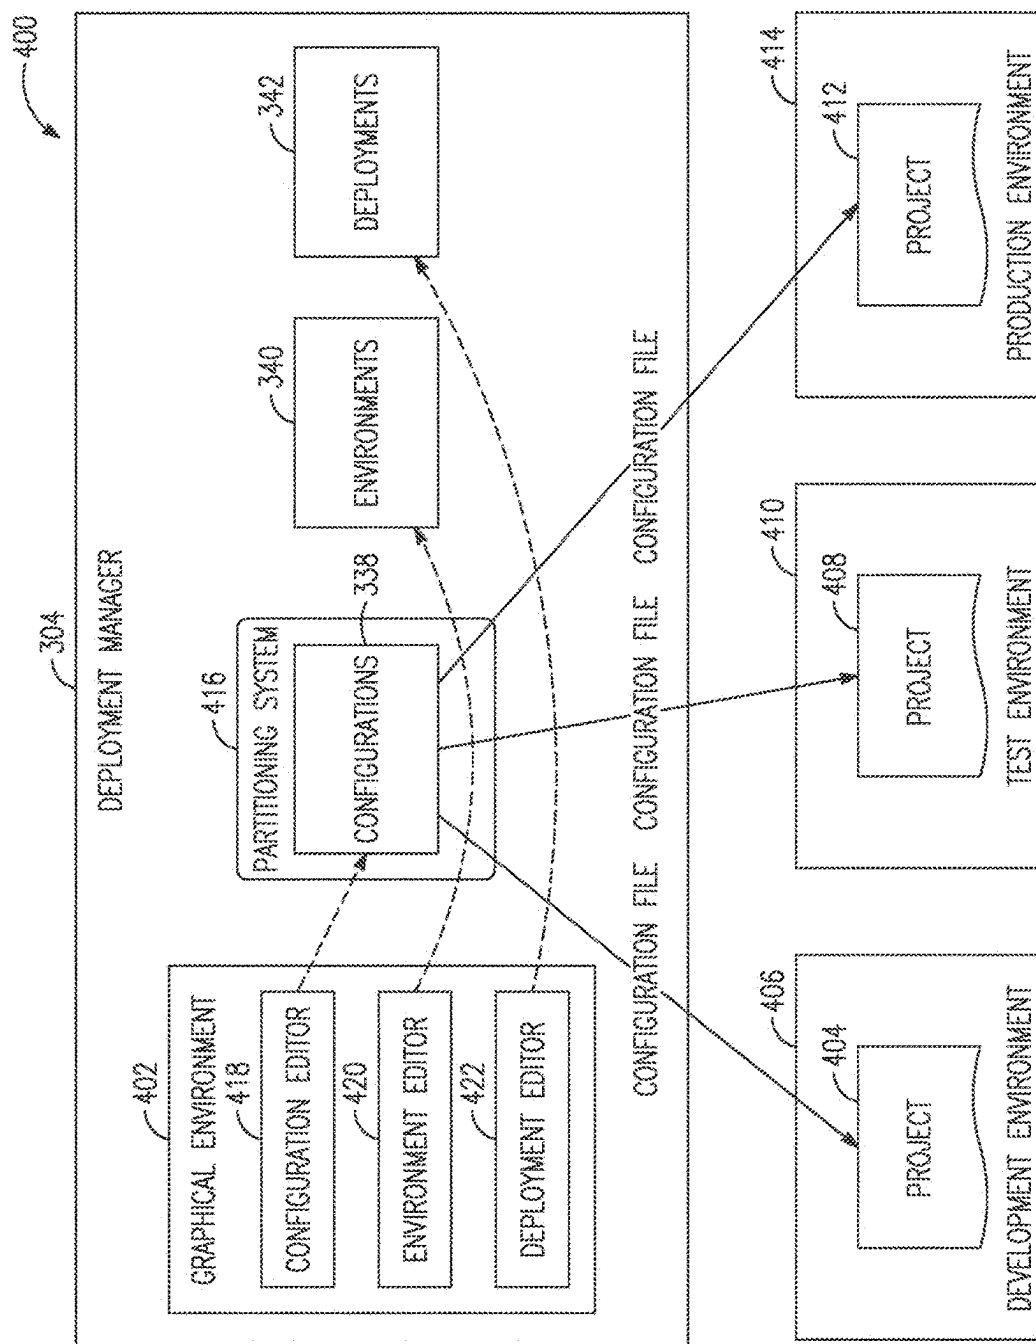 400
304
DEPLOYMENT MANAGER
402
GRAPHICAL ENVIRONMENT
418
CONFIGURATION EDITOR
420
ENVIRONMENT EDITOR
422
DEPLOYMENT EDITOR
416
PARTITIONING SYSTEM
338
CONFIGURATIONS
340
ENVIRONMENTS
342
DEPLOYMENTS
CONFIGURATION FILE
CONFIGURATION FILE
CONFIGURATION FILE
406
404
PROJECT
DEVELOPMENT ENVIRONMENT
410
408
PROJECT
TEST ENVIRONMENT
414
412
PROJECT
PRODUCTION ENVIRONMENT